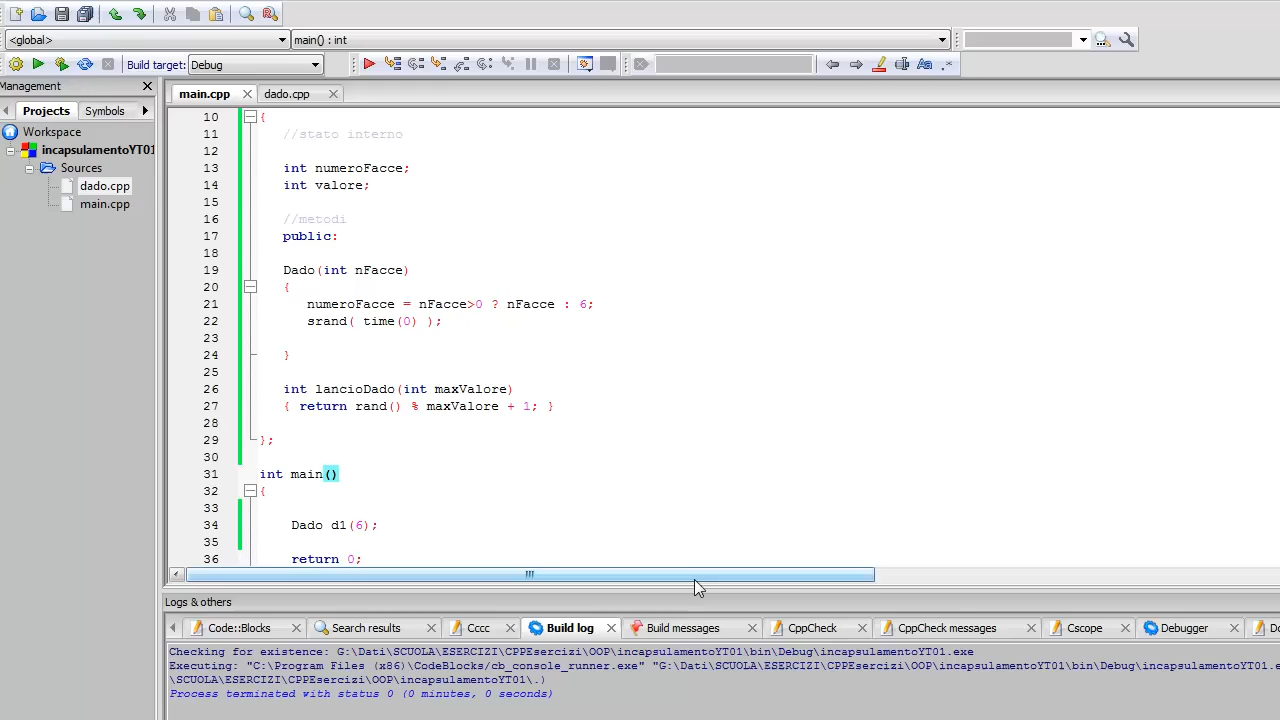 <global>
main() : int
Build target: Debug
Management
main.cpp
dado.cpp
Projects
Symbols
Workspace
incapsulamentoYT01
Sources
dado.cpp
main.cpp
10 {
11 //stato interno
12
13 int numeroFacce;
14 int valore;
15
16 //metodi
17 public:
18
19 Dado(int nFacce)
20 {
21 numeroFacce = nFacce>0 ? nFacce : 6;
22 srand( time(0) );
23
24 }
25
26 int lancioDado(int maxValore)
27 { return rand() % maxValore + 1; }
28
29 };
30
31 int main()
32 {
33
34 Dado d1(6);
35
36 return 0;
Logs & others
Code::Blocks
Search results
Cccc
Build log
Build messages
CppCheck
CppCheck messages
Cscope
Debugger
Do
Checking for existence: G:\Dati\SCUOLA\ESERCIZI\CPPEsercizi\OOP\incapsulamentoYT01\bin\Debug\incapsulamentoYT01.exe
Executing: "C:\Program Files (x86)\CodeBlocks/cb_console_runner.exe" "G:\Dati\SCUOLA\ESERCIZI\CPPEsercizi\OOP\incapsulamentoYT01\bin\Debug\incapsulamentoYT01.e
\SCUOLA\ESERCIZI\CPPEsercizi\OOP\incapsulamentoYT01\.)
Process terminated with status 0 (0 minutes, 0 seconds)